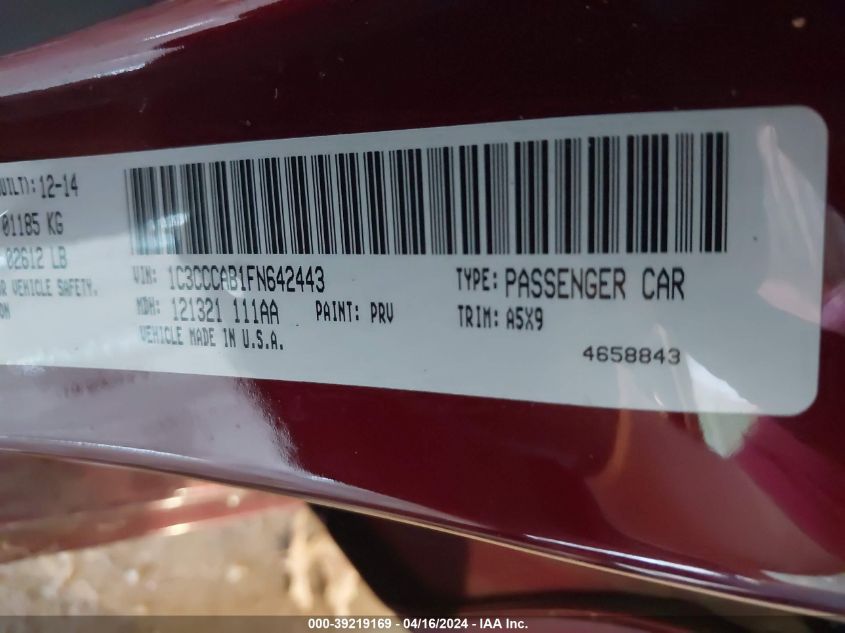 UILT): 12-14
01185 KG
02612 LB
R VEHICLE SAFETY.
ON
VIN: 1C3CCCAB1FN642443
TYPE: PASSENGER CAR
MDH: 121321 111AA
PAINT: PRV
TRIM: A5X9
VEHICLE MADE IN U.S.A.
4658843
000-39219169 - 04/16/2024 - IAA Inc.